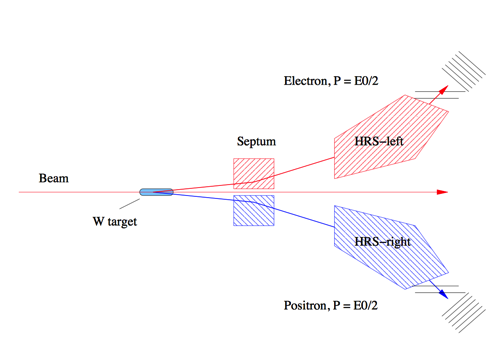 Electron, P = E0/2
Septum
HRS−left
Beam
W target
HRS−right
Positron, P = E0/2